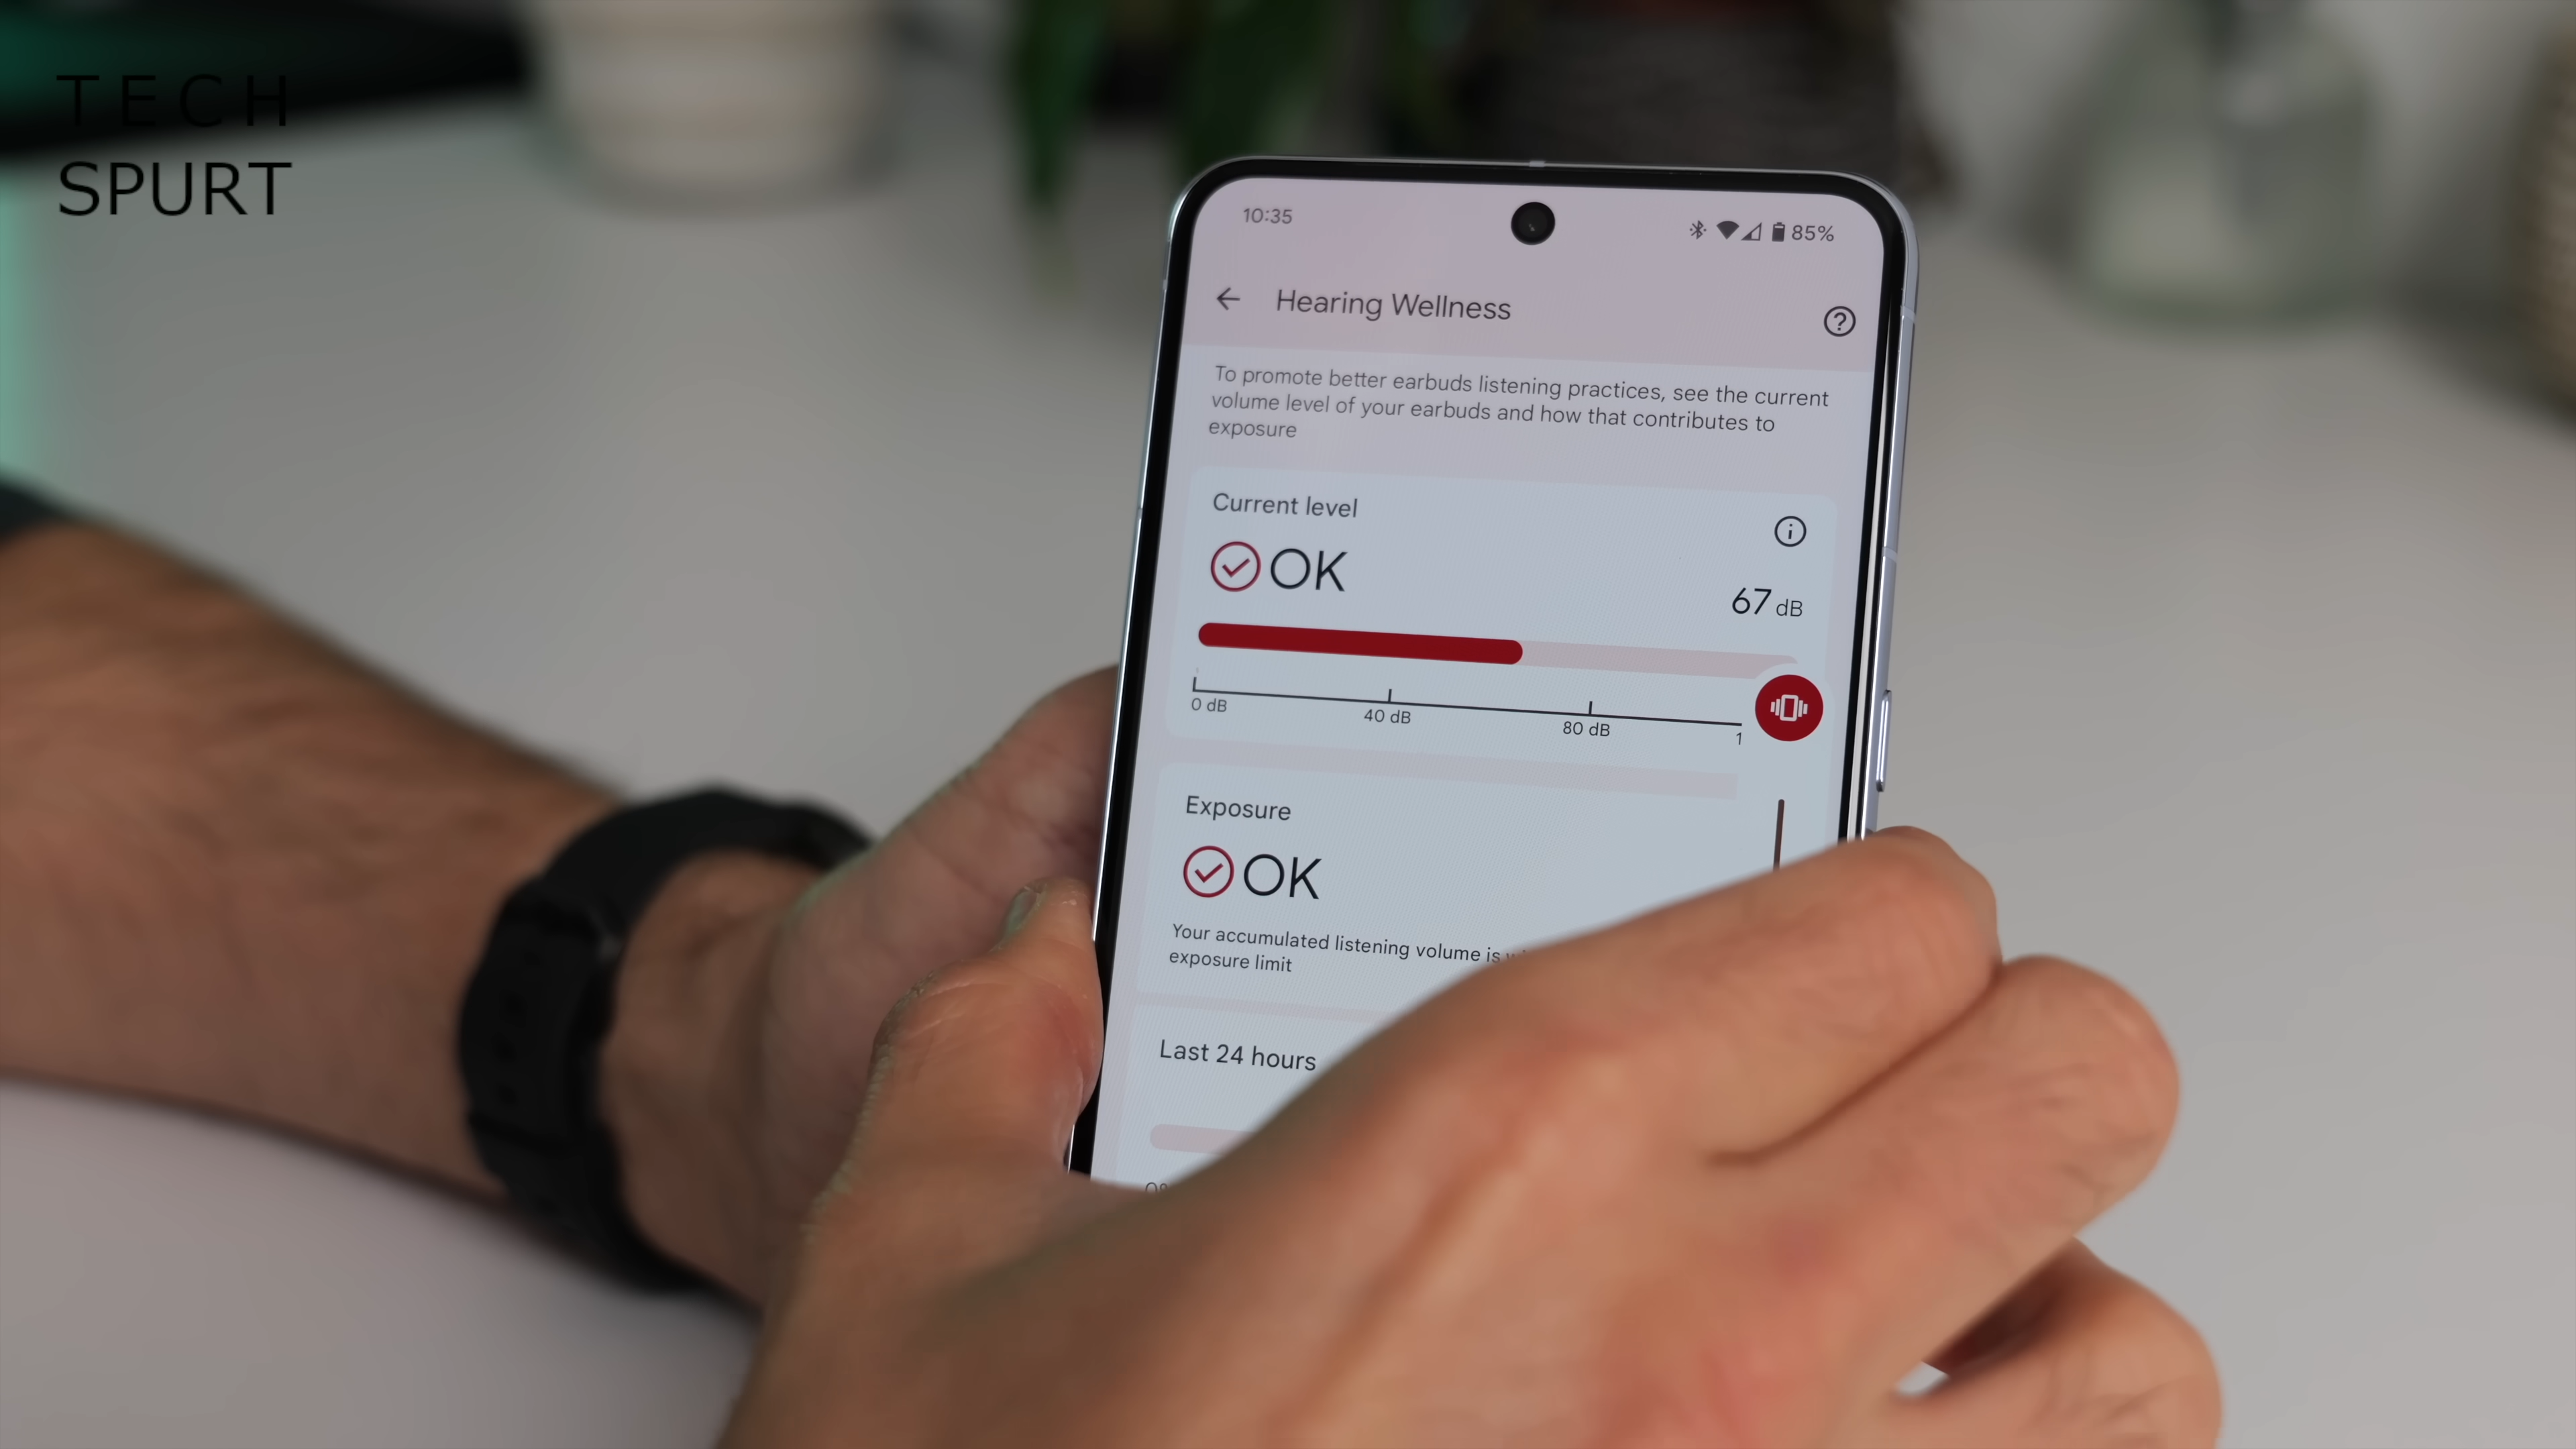 TECH
SPURT
10:35
85%
Hearing Wellness
To promote better earbuds listening practices, see the current
volume level of your earbuds and how that contributes to
exposure
Current level
OK
67 dB
0 dB
40 dB
80 dB
1
Exposure
OK
Your accumulated listening volume is
exposure limit
Last 24 hours